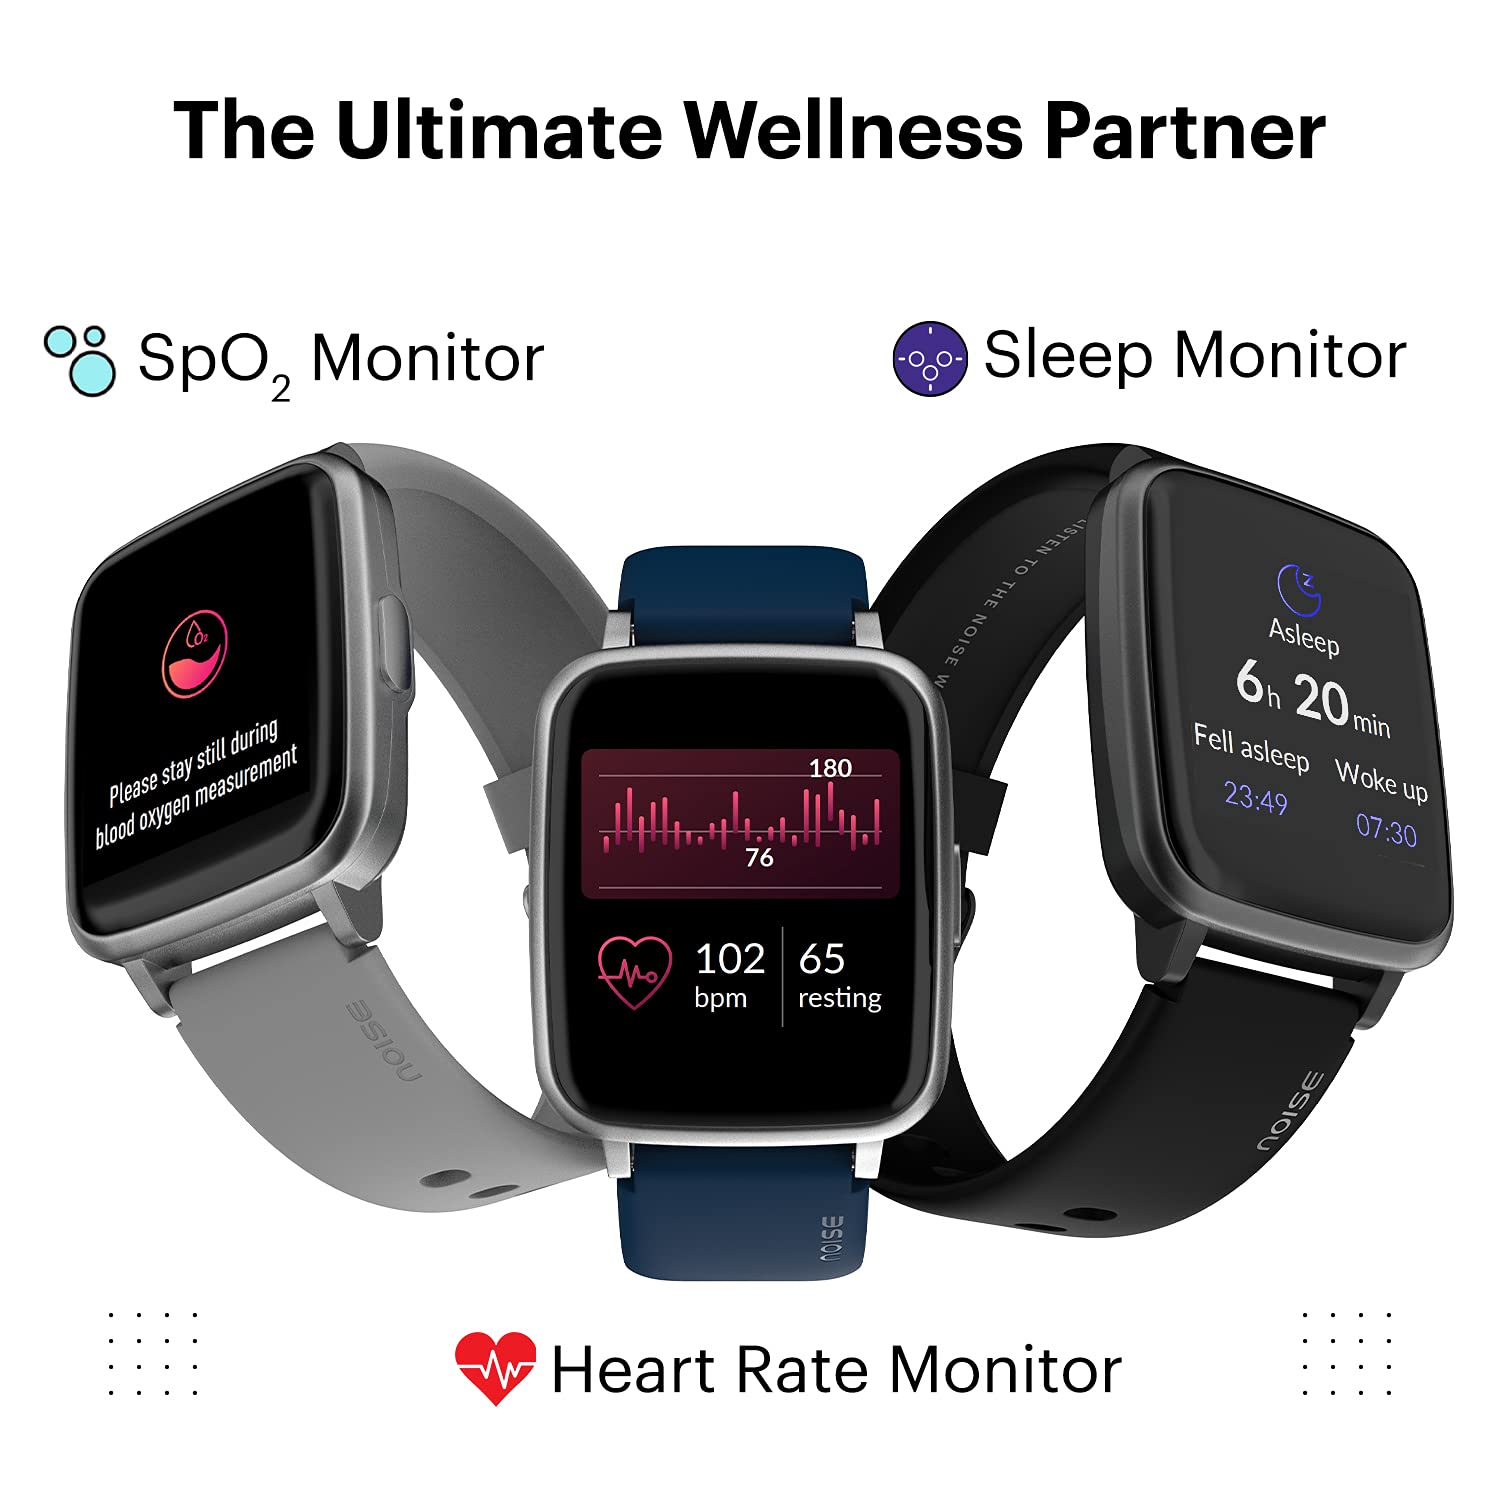 The Ultimate Wellness Partner
SpO₂ Monitor
Sleep Monitor
O₂
Please stay still during
blood oxygen measurement
noise
180
76
102
bpm
65
resting
noise
LISTEN TO THE NOISE W
z
Asleep
6h 20min
Fell asleep
Woke up
23:49
07:30
noise
Heart Rate Monitor